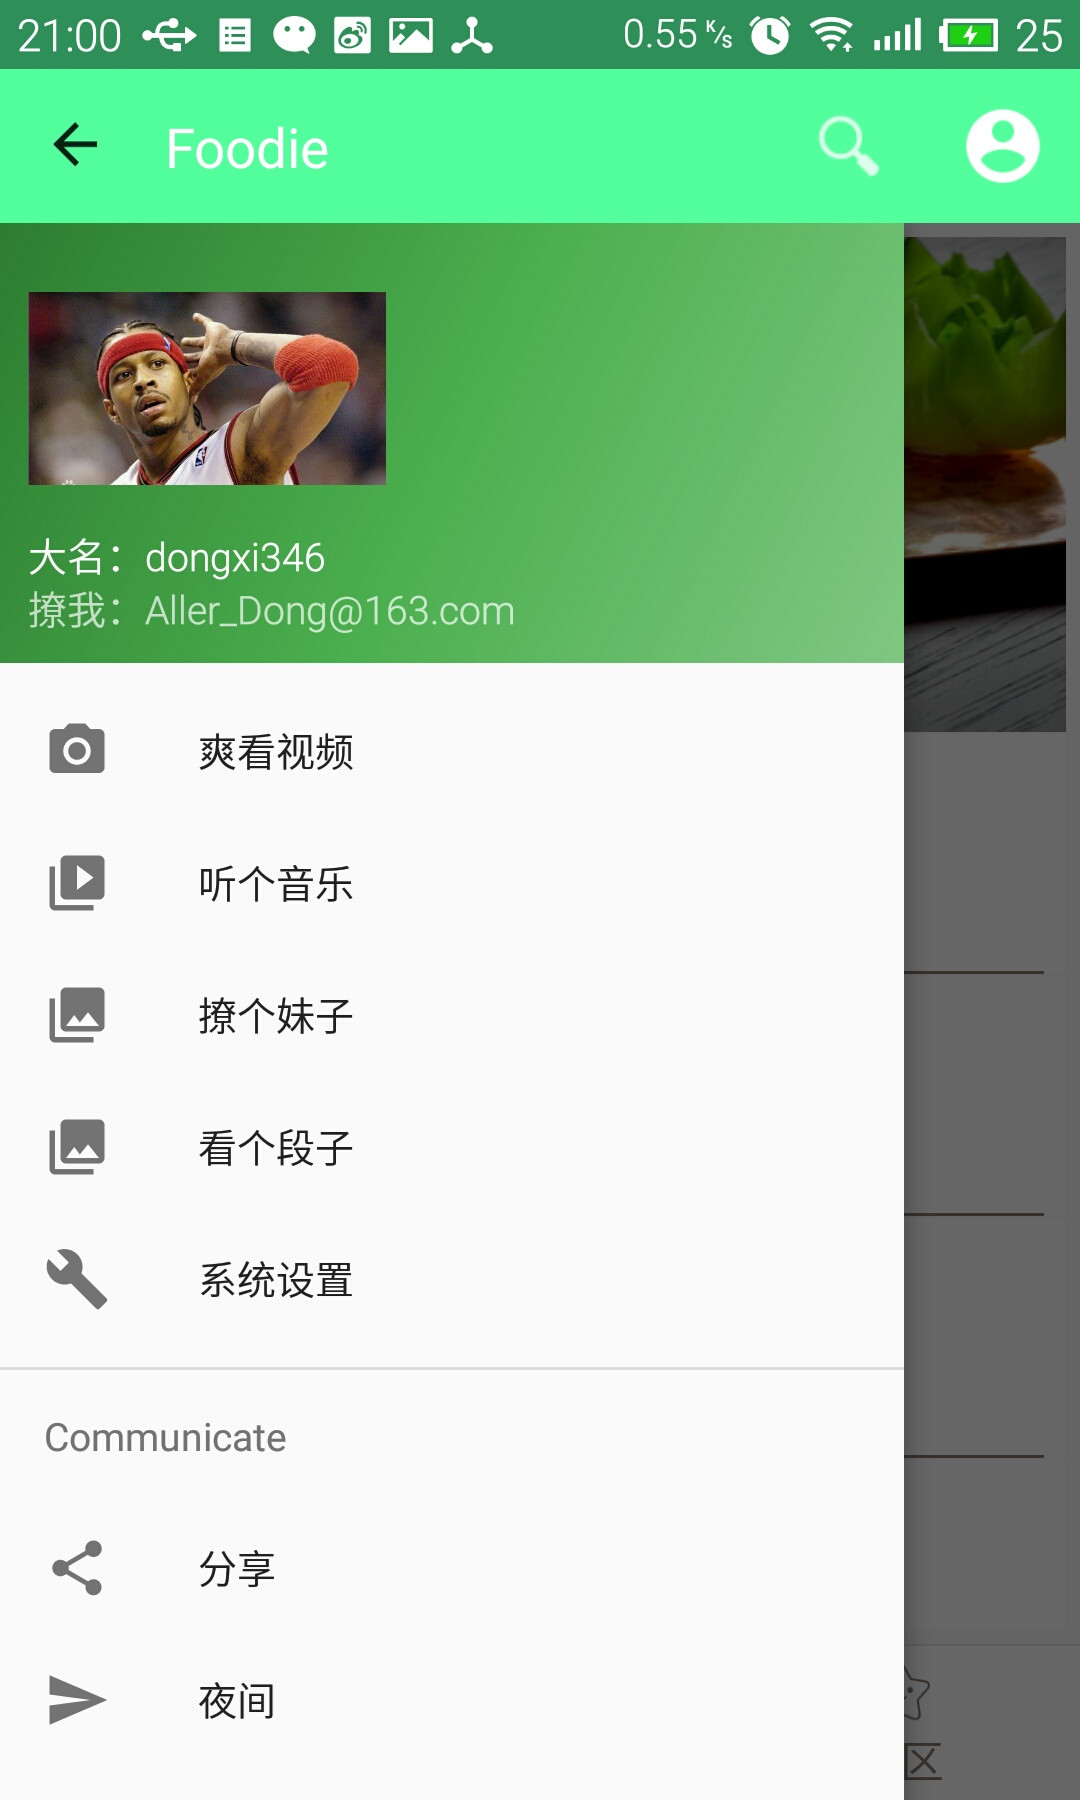 21:00 0.55 K/s 25
Foodie
大名：dongxi346
撩我：Aller_Dong@163.com
爽看视频
听个音乐
撩个妹子
看个段子
系统设置
Communicate
分享
夜间
区